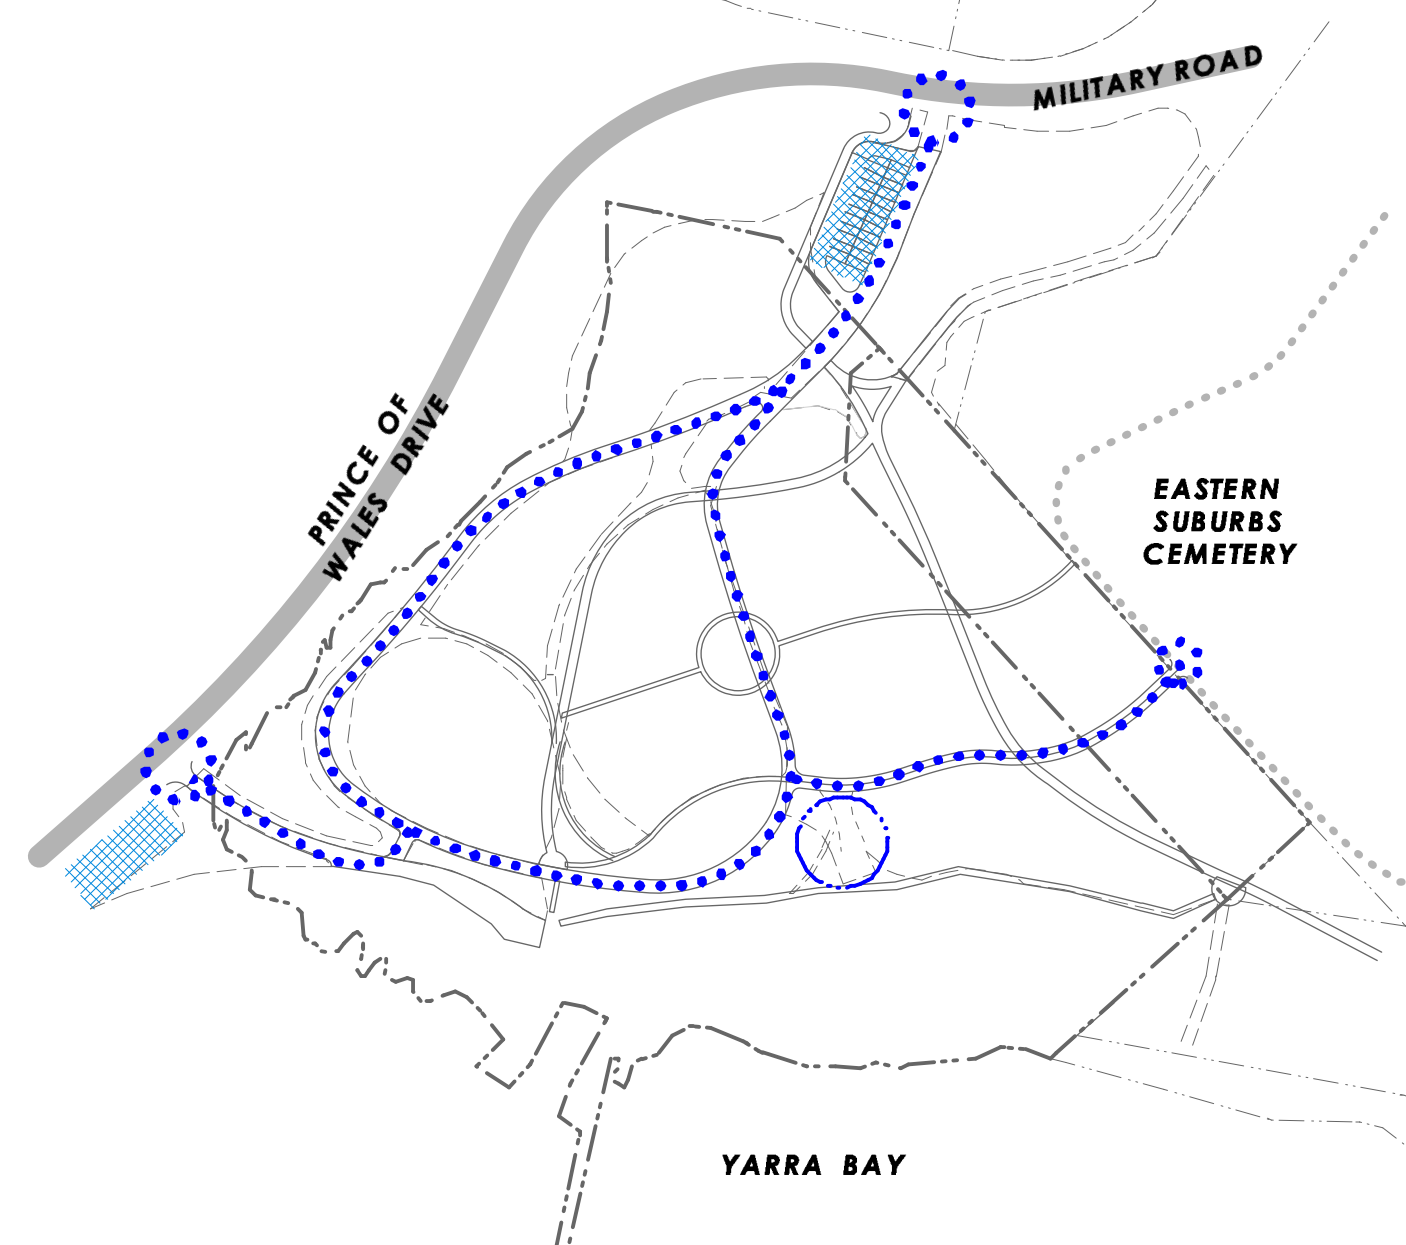 MILITARY ROAD
PRINCE OF
WALES DRIVE
EASTERN
SUBURBS
CEMETERY
YARRA BAY